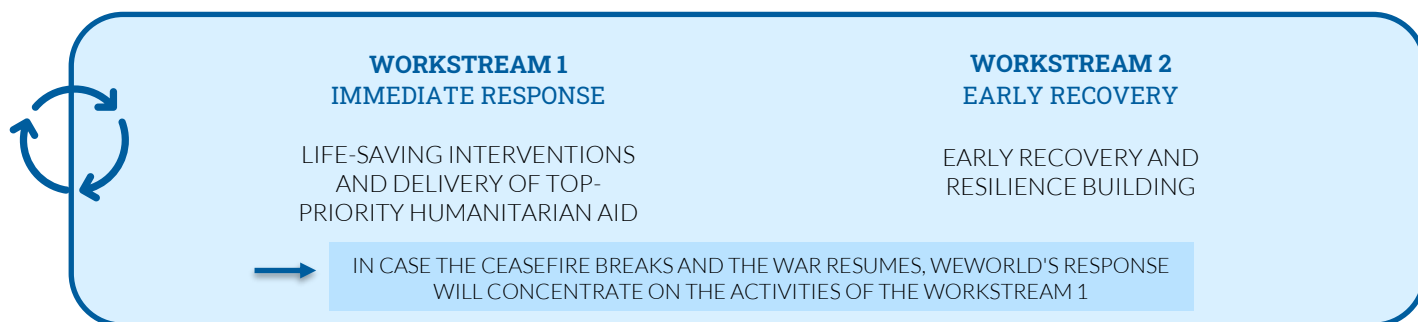 WORKSTREAM 1
IMMEDIATE RESPONSE
LIFE-SAVING INTERVENTIONS
AND DELIVERY OF TOP-
PRIORITY HUMANITARIAN AID
WORKSTREAM 2
EARLY RECOVERY
EARLY RECOVERY AND
RESILIENCE BUILDING
IN CASE THE CEASEFIRE BREAKS AND THE WAR RESUMES, WEWORLD'S RESPONSE
WILL CONCENTRATE ON THE ACTIVITIES OF THE WORKSTREAM 1